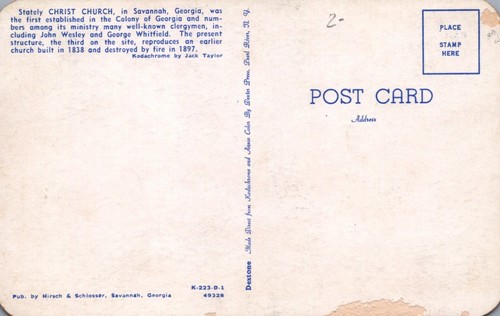 Stately CHRIST CHURCH, in Savannah, Georgia, was
the first established in the Colony of Georgia and num-
bers among its ministry many well-known clergymen, in-
cluding John Wesley and George Whitfield. The present
structure, the third on the site, reproduces an earlier
church built in 1838 and destroyed by fire in 1897.
Kodachrome by Jack Taylor
K-223-D-1
Pub. by Hirsch & Schlosser, Savannah, Georgia 49328
Dextone Made Direct from Kodachrome and Ansco Color By Dexter Press, Pearl River, N. Y.
2-
POST CARD
Address
PLACE
STAMP
HERE